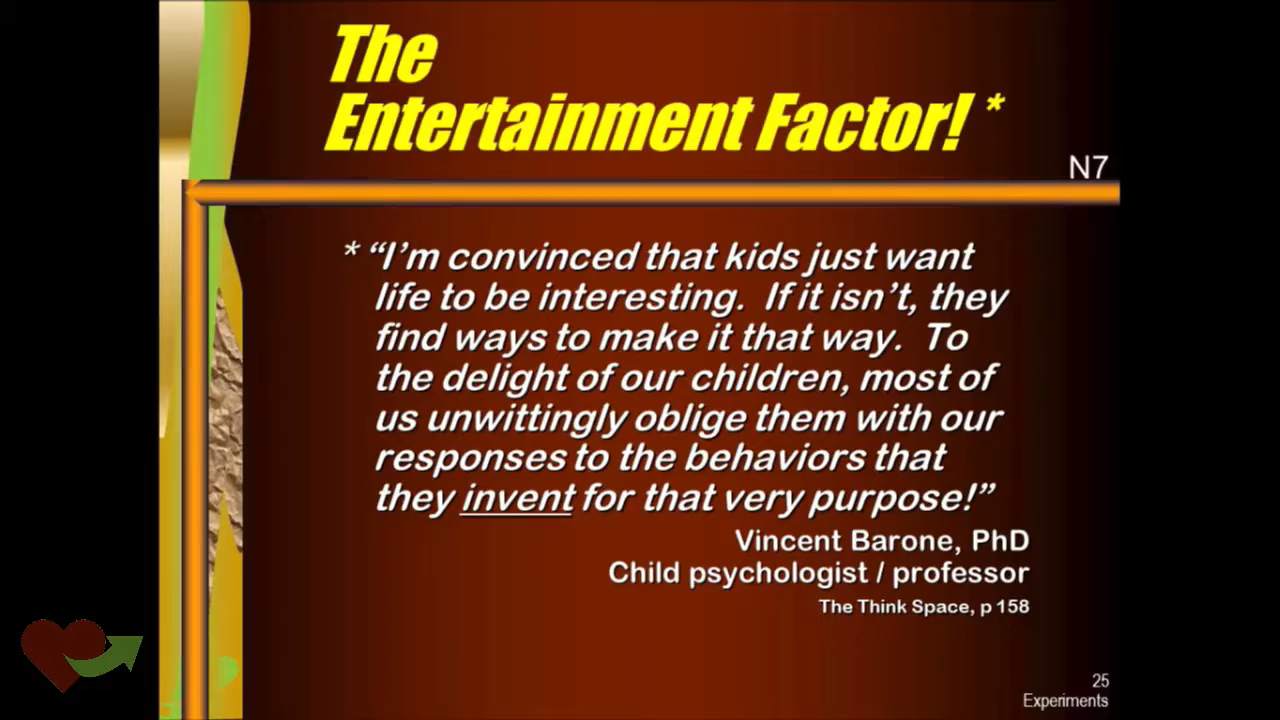 The
Entertainment Factor! *
N7
* “I’m convinced that kids just want
life to be interesting.  If it isn’t, they
find ways to make it that way.  To
the delight of our children, most of
us unwittingly oblige them with our
responses to the behaviors that
they invent for that very purpose!”
Vincent Barone, PhD
Child psychologist / professor
The Think Space, p 158
25
Experiments